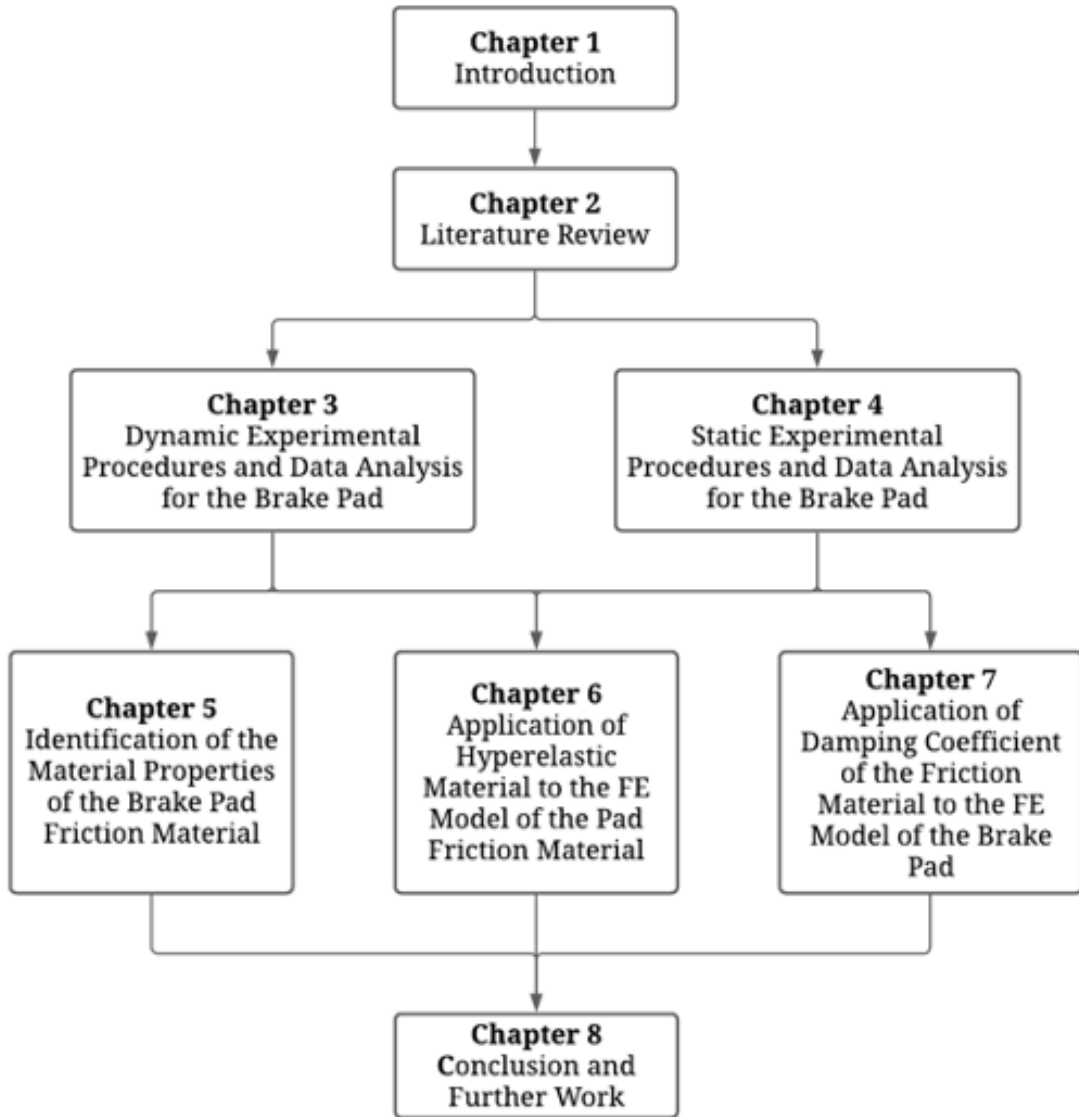 Chapter 1
Introduction
Chapter 2
Literature Review
Chapter 3
Dynamic Experimental
Procedures and Data Analysis
for the Brake Pad
Chapter 4
Static Experimental
Procedures and Data Analysis
for the Brake Pad
Chapter 5
Identification of the
Material Properties
of the Brake Pad
Friction Material
Chapter 6
Application of
Hyperelastic
Material to the FE
Model of the Pad
Friction Material
Chapter 7
Application of
Damping Coefficient
of the Friction
Material to the FE
Model of the Brake
Pad
Chapter 8
Conclusion and
Further Work